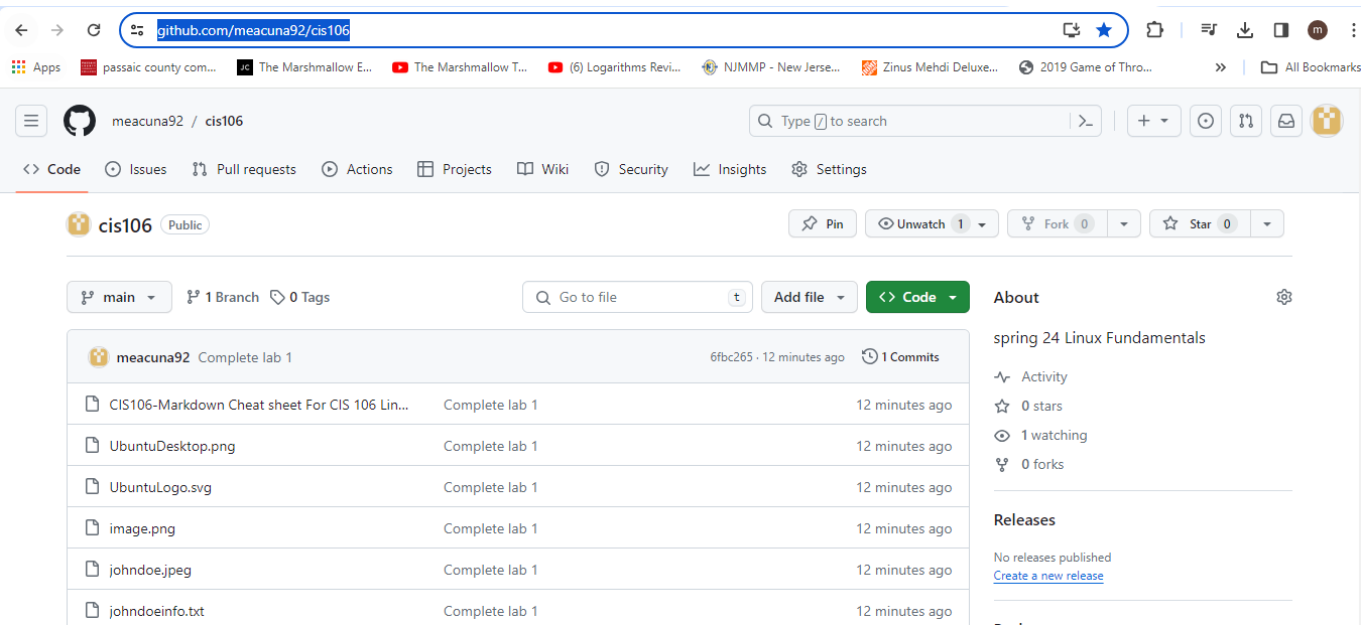 github.com/meacuna92/cis106
m
Apps passaic county com... JC The Marshmallow E... The Marshmallow T... (6) Logarithms Revi... NJMMP - New Jerse... Zinus Mehdi Deluxe... 2019 Game of Thro... » All Bookmarks
meacuna92 / cis106 Type / to search
Code Issues Pull requests Actions Projects Wiki Security Insights Settings
cis106 Public Pin Unwatch 1 Fork 0 Star 0
main 1 Branch 0 Tags Go to file t Add file Code About
spring 24 Linux Fundamentals
meacuna92 Complete lab 1 6fbc265 · 12 minutes ago 1 Commits
Activity
CIS106-Markdown Cheat sheet For CIS 106 Lin... Complete lab 1 12 minutes ago 0 stars
1 watching
UbuntuDesktop.png Complete lab 1 12 minutes ago
0 forks
UbuntuLogo.svg Complete lab 1 12 minutes ago
Releases
image.png Complete lab 1 12 minutes ago
No releases published
johndoe.jpeg Complete lab 1 12 minutes ago Create a new release
johndoeinfo.txt Complete lab 1 12 minutes ago